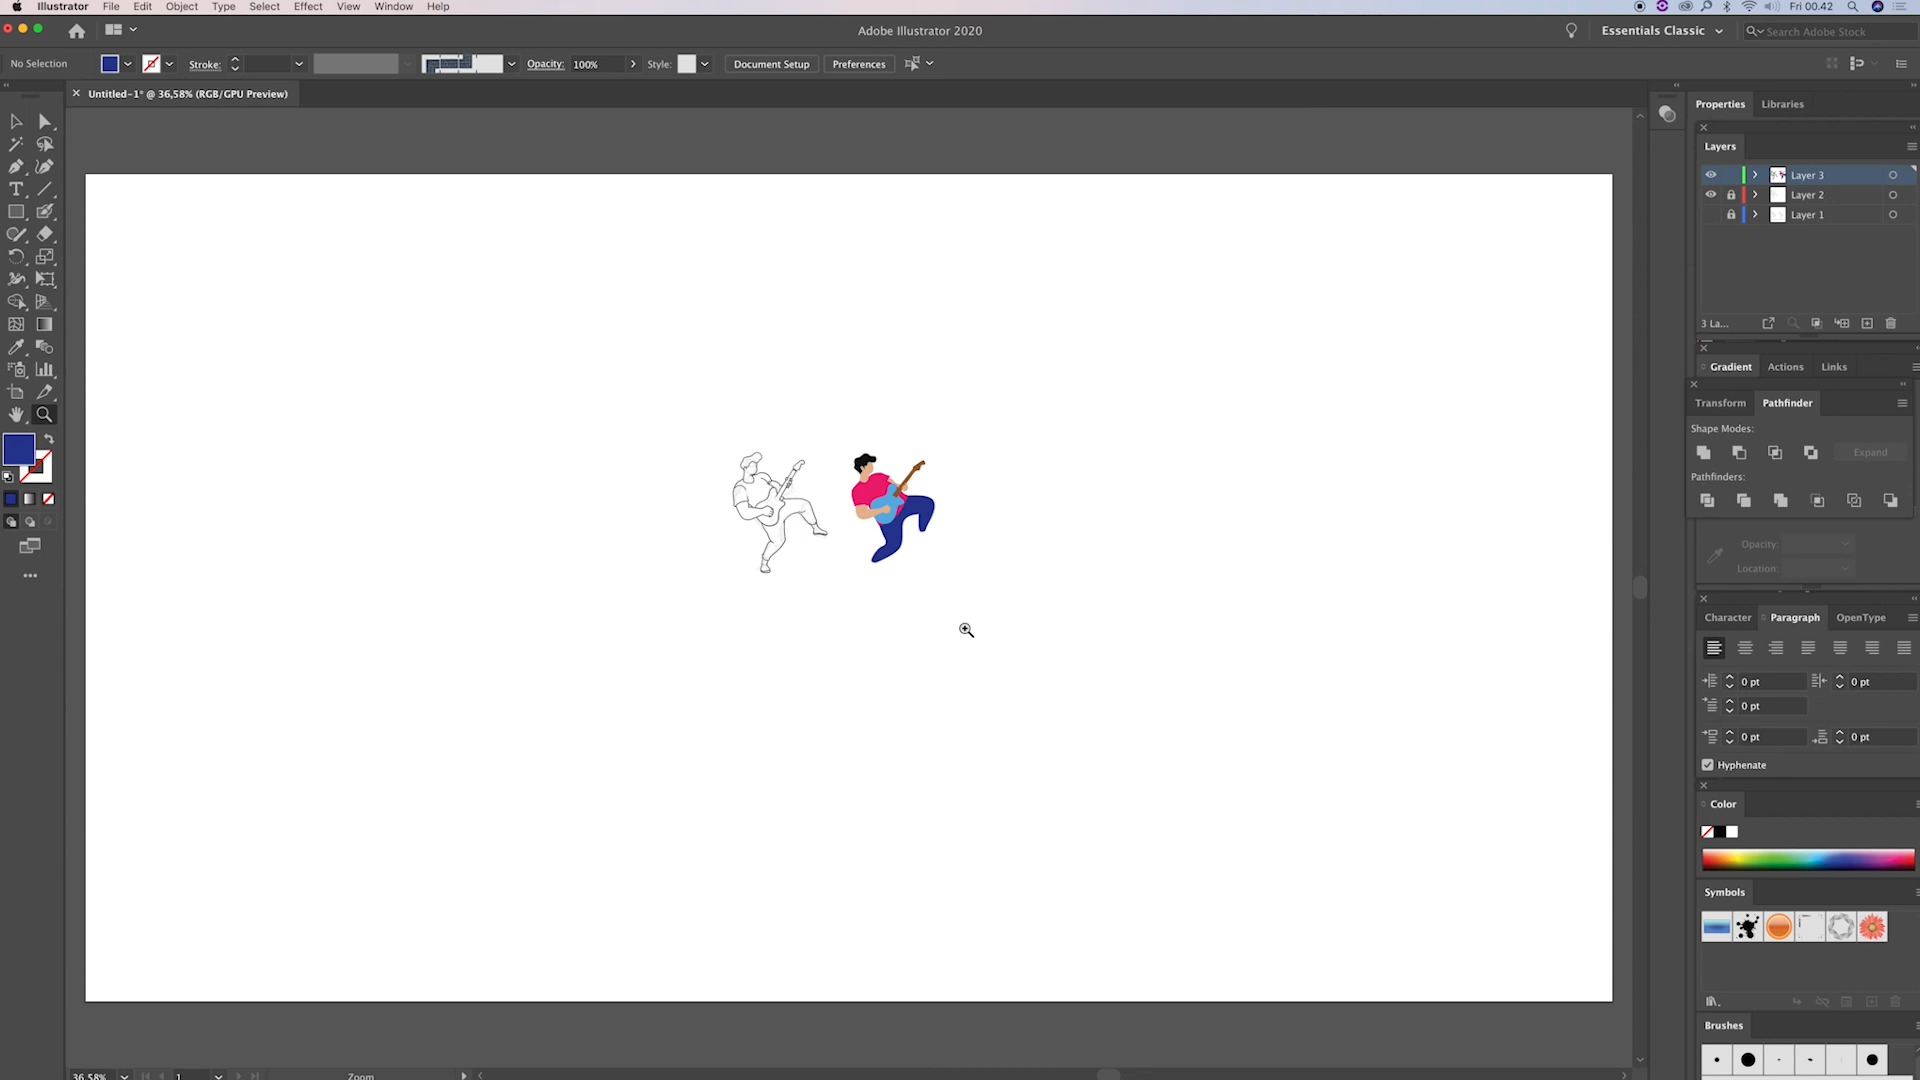 Illustrator File Edit Object Type Select Effect View Window Help Fri 00.42
Adobe Illustrator 2020 Essentials Classic Search Adobe Stock
No Selection Stroke: Opacity: 100% Style: Document Setup Preferences
Untitled-1* @ 36,58% (RGB/GPU Preview)
Properties Libraries
Layers
Layer 3
Layer 2
Layer 1
3 La...
Gradient Actions Links
Transform Pathfinder
Shape Modes:
Expand
Pathfinders:
Opacity:
Location:
Character Paragraph OpenType
0 pt 0 pt
0 pt
0 pt 0 pt
Hyphenate
Color
Symbols
Brushes
36,58% 1 Zoom